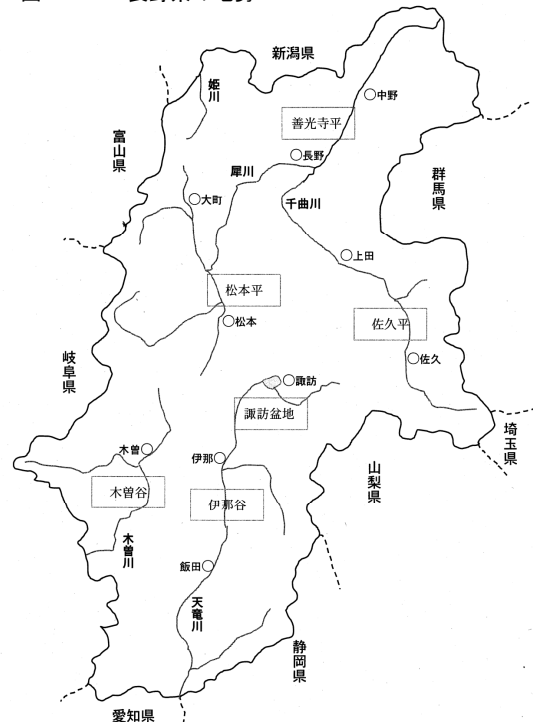 新潟県
姫川
中野
善光寺平
富山県
長野
犀川
群馬県
大町
千曲川
上田
松本平
松本
佐久平
佐久
岐阜県
諏訪
諏訪盆地
埼玉県
木曽
伊那
山梨県
木曽谷
伊那谷
木曽川
飯田
天竜川
静岡県
愛知県